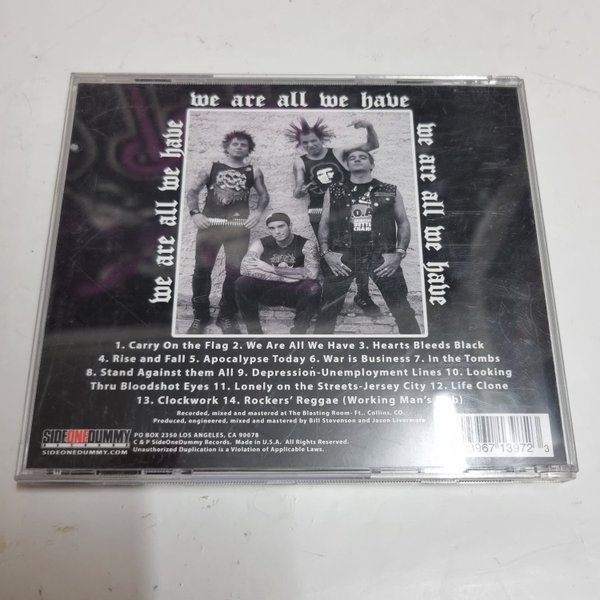 we are all we have
we are all we have
we are all we have
1. Carry On the Flag 2. We Are All We Have 3. Hearts Bleeds Black
4. Rise and Fall 5. Apocalypse Today 6. War is Business 7. In the Tombs
8. Stand Against them All 9. Depression-Unemployment Lines 10. Looking
Thru Bloodshot Eyes 11. Lonely on the Streets-Jersey City 12. Life Clone
13. Clockwork 14. Rockers' Reggae (Working Man's
Recorded, mixed and mastered at The Blasting Room- Ft., Collins, CO.
Produced, engineered, mixed and mastered by Bill Stevenson and Jason Livermore
SIDEONEDUMMY
SIDEONEDUMMY.COM
PO BOX 2350 LOS ANGELES, CA 90078
C & P SideOneDummy Records. Made in U.S.A. All Rights Reserved.
Unauthorized Duplication is a Violation of Applicable Laws.
3967 13972 3